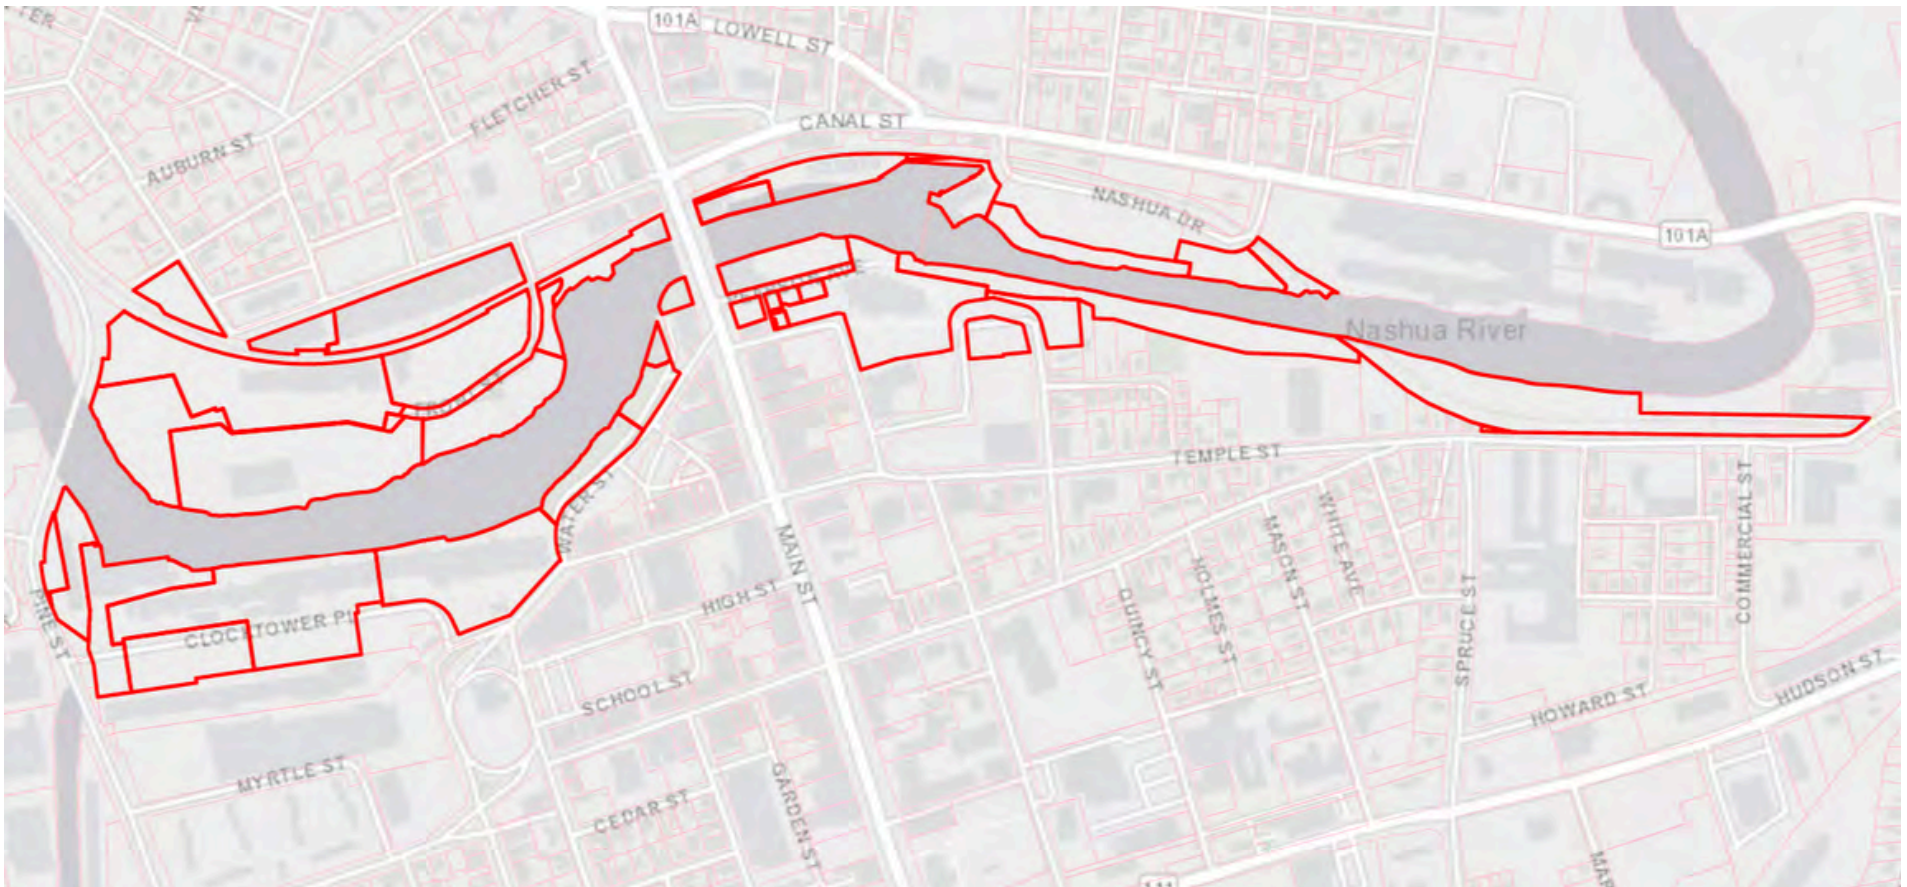 101A
LOWELL ST
FLETCHER ST
CANAL ST
AUBURN ST
NASHUA DR
101A
Nashua River
TEMPLE ST
WATER ST
MAIN ST
WHITE AVE
MASON ST
HOLMES ST
QUINCY ST
HIGH ST
COMMERCIAL ST
SPRUCE ST
PINE ST
CLOCKTOWER PL
SCHOOL ST
HOWARD ST
HUDSON ST
MYRTLE ST
GARDEN ST
CEDAR ST